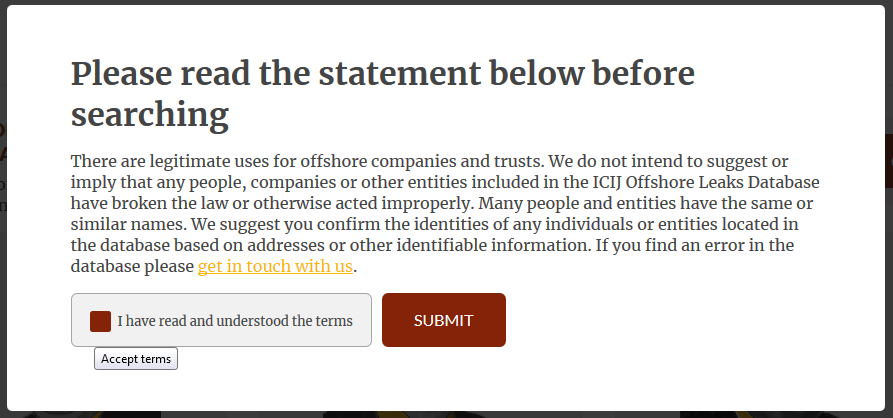 Please read the statement below before
searching
There are legitimate uses for offshore companies and trusts. We do not intend to suggest or
imply that any people, companies or other entities included in the ICIJ Offshore Leaks Database
have broken the law or otherwise acted improperly. Many people and entities have the same or
similar names. We suggest you confirm the identities of any individuals or entities located in
the database based on addresses or other identifiable information. If you find an error in the
database please get in touch with us.
I have read and understood the terms
SUBMIT
Accept terms